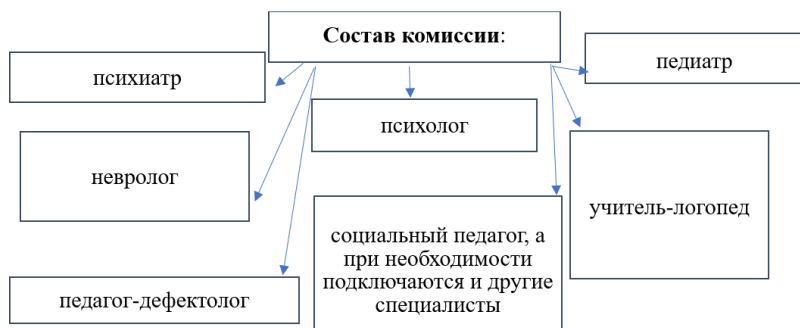 Состав комиссии:
психиатр
педиатр
психолог
невролог
учитель-логопед
социальный педагог, а
при необходимости
подключаются и другие
специалисты
педагог-дефектолог